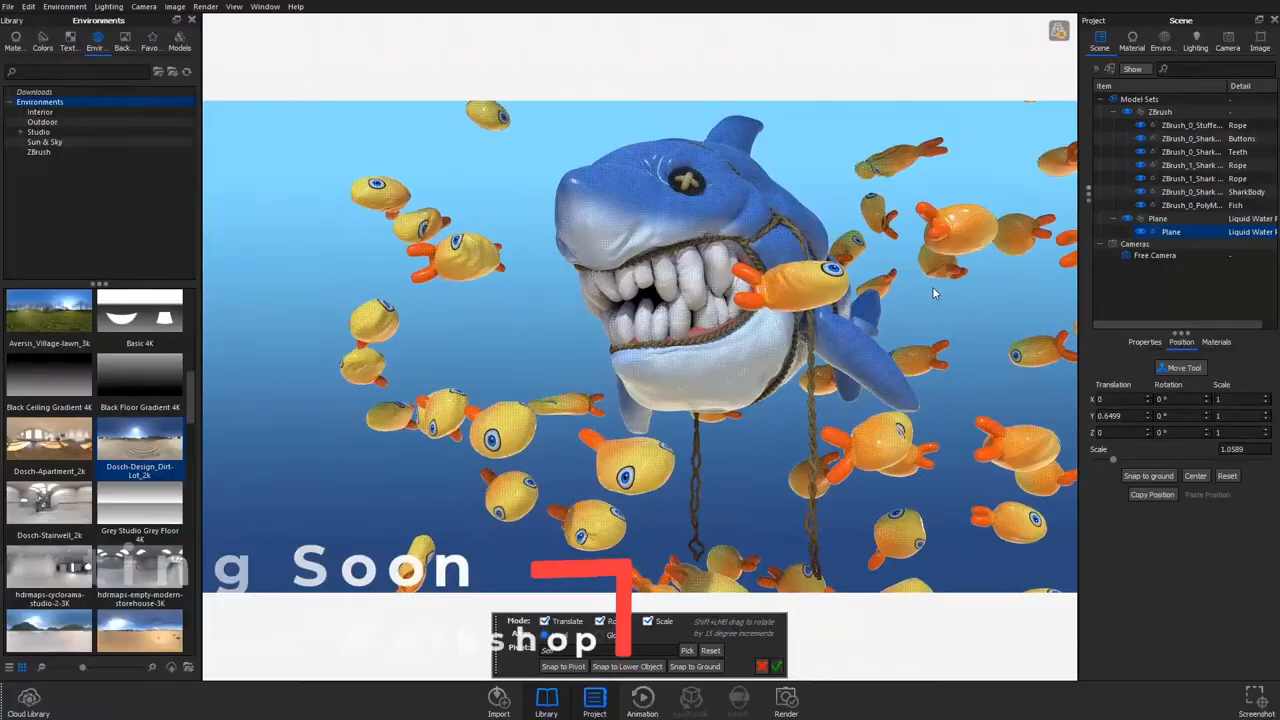 File Edit Environment Lighting Camera Image Render View Window Help
Library Environments Project Scene
Mate... Colors Text... Envir... Back... Favo... Models
Scene Material Enviro... Lighting Camera Image
Show
Downloads
Environments
Interior
Outdoor
Studio
Sun & Sky
ZBrush
Item Detail
Model Sets -
ZBrush -
ZBrush_0_Stuffe... Rope
ZBrush_0_Shark... Buttons
ZBrush_0_Shark... Teeth
ZBrush_1_Shark ... Rope
ZBrush_1_Shark ... Rope
ZBrush_0_Shark ... SharkBody
ZBrush_0_PolyM... Fish
Plane Liquid Water
Plane Liquid Water
Cameras -
Free Camera -
Properties Position Materials
Move Tool
Translation Rotation Scale
X 0 0 ° 1
Y 0.6499 0 ° 1
Z 0 0 ° 1
Scale 1.0589
Snap to ground Center Reset
Copy Position Paste Position
Aversis_Village-lawn_3k Basic 4K
Black Ceiling Gradient 4K Black Floor Gradient 4K
Dosch-Apartment_2k Dosch-Design_Dirt-Lot_2k
Dosch-Stairwell_2k Grey Studio Grey Floor 4K
hdrmaps-cyclorama-studio-2-3K hdrmaps-empty-modern-storehouse-3K
ing Soon
shop
Mode: Translate Scale
Shift+LMB drag to rotate by 15 degree increments
Pick Reset
Snap to Pivot Snap to Lower Object Snap to Ground
Cloud Library Import Library Project Animation Render Screenshot